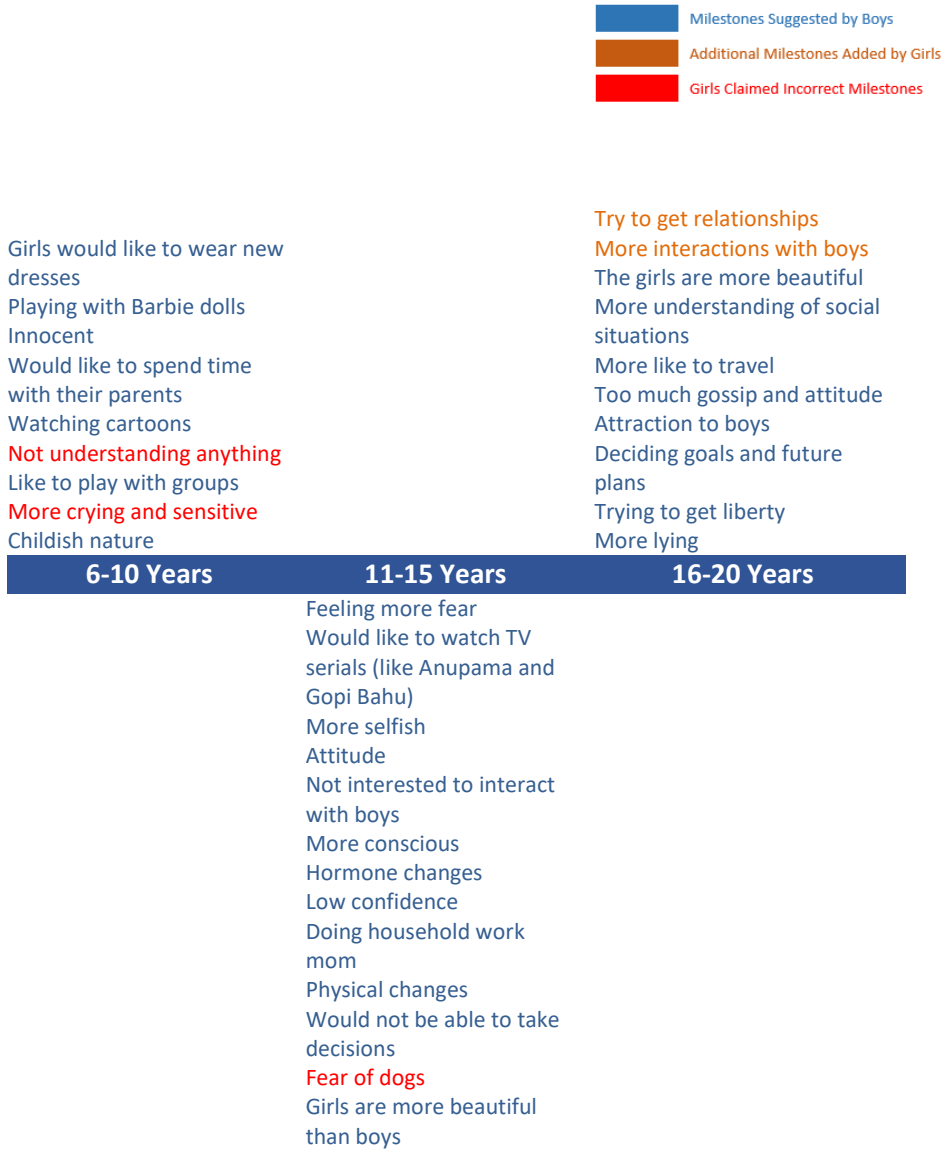 Milestones Suggested by Boys
Additional Milestones Added by Girls
Girls Claimed Incorrect Milestones
Girls would like to wear new
dresses
Playing with Barbie dolls
Innocent
Would like to spend time
with their parents
Watching cartoons
Not understanding anything
Like to play with groups
More crying and sensitive
Childish nature
Try to get relationships
More interactions with boys
The girls are more beautiful
More understanding of social
situations
More like to travel
Too much gossip and attitude
Attraction to boys
Deciding goals and future
plans
Trying to get liberty
More lying
6-10 Years
11-15 Years
16-20 Years
Feeling more fear
Would like to watch TV
serials (like Anupama and
Gopi Bahu)
More selfish
Attitude
Not interested to interact
with boys
More conscious
Hormone changes
Low confidence
Doing household work
mom
Physical changes
Would not be able to take
decisions
Fear of dogs
Girls are more beautiful
than boys